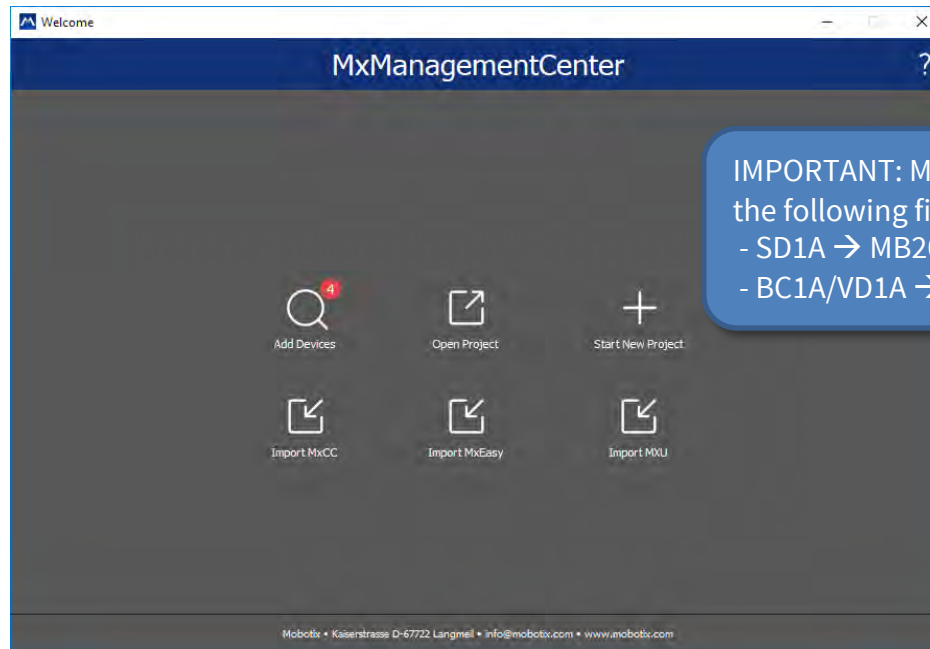 Welcome
MxManagementCenter
?
IMPORTANT: M
the following fi
- SD1A → MB2
- BC1A/VD1A →
4
Add Devices
Open Project
Start New Project
Import MxCC
Import MxEasy
Import MXU
Mobotix • Kaiserstrasse D-67722 Langmeil • info@mobotix.com • www.mobotix.com